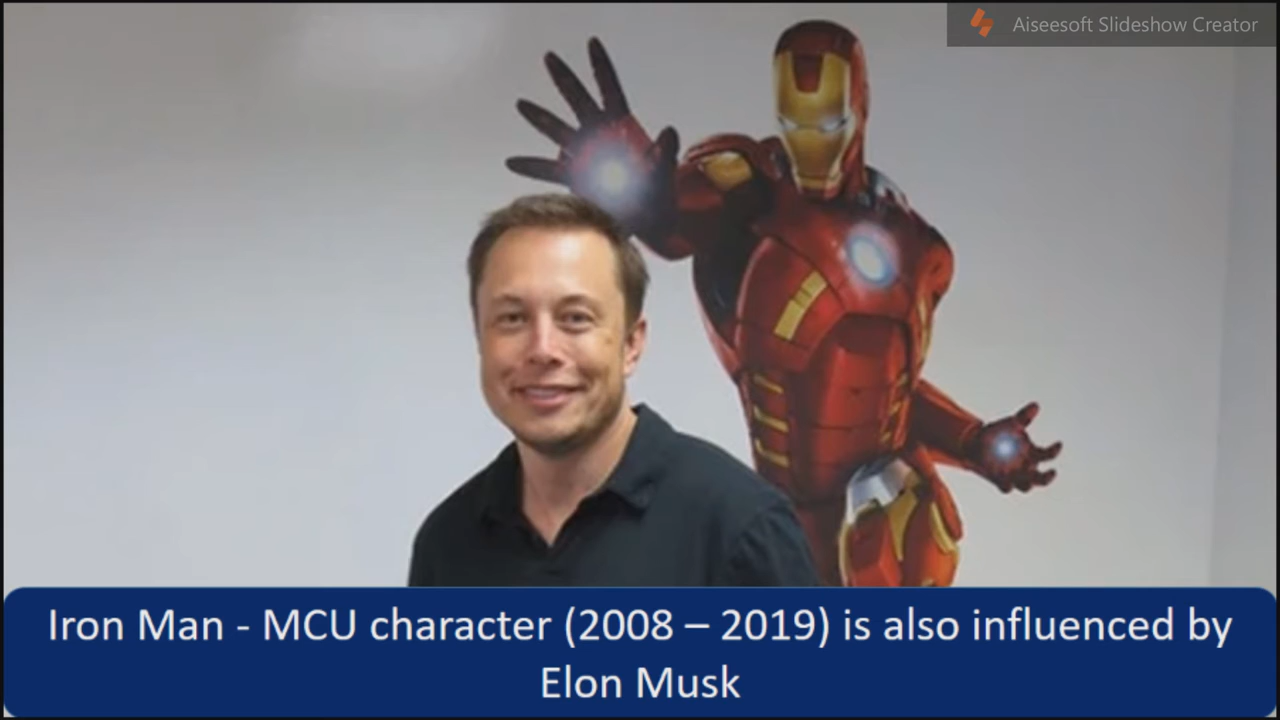 Aiseesoft Slideshow Creator
Iron Man - MCU character (2008 – 2019) is also influenced by
Elon Musk